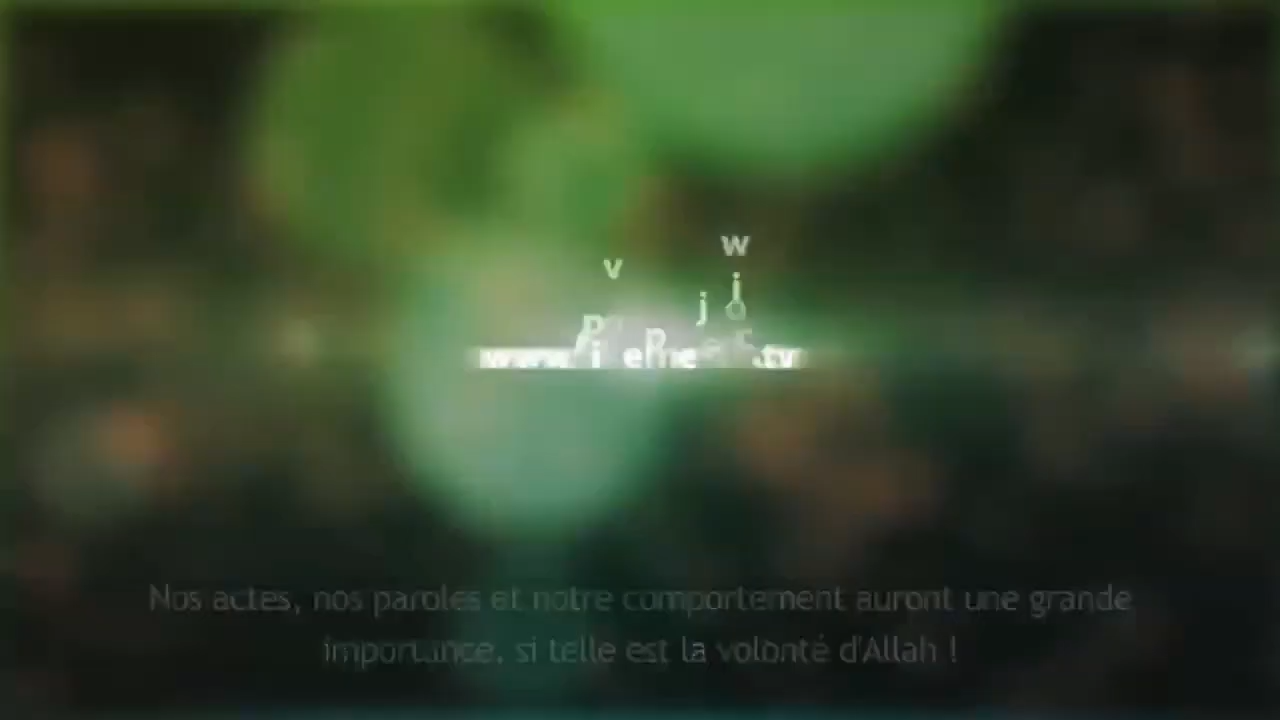 Nos actes, nos paroles et notre comportement auront une grande
importance, si telle est la volonté d'Allah !